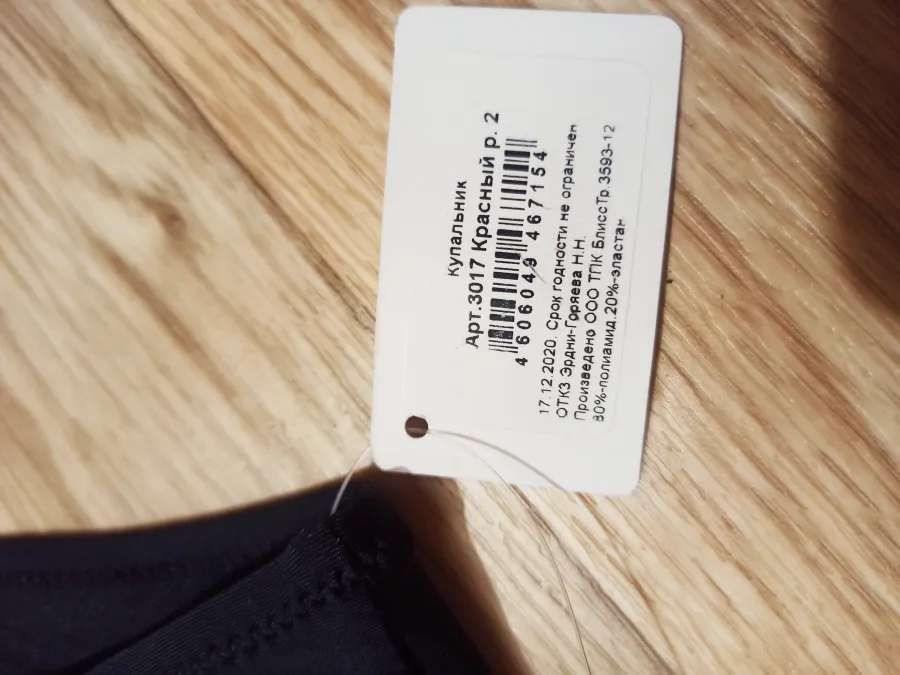 Купальник
Арт.3017 Красный р. 2
4 606049 467154
17.12.2020. Срок годности не ограничен
ОТКЗ Эрдни-Горяева Н.Н.
Произведено ООО ТПК БлиссТр.3593-12
80%-полиамид.20%-эластан